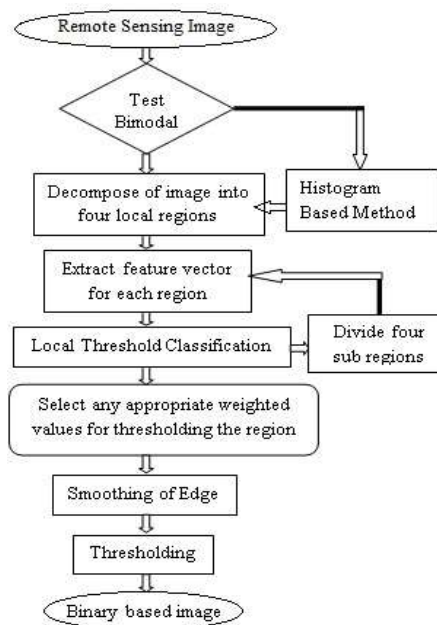 Remote Sensing Image
Test
Bimodal
Decompose of image into
four local regions
Histogram
Based Method
Extract feature vector
for each region
Local Threshold Classification
Divide four
sub regions
Select any appropriate weighted
values for thresholding the region
Smoothing of Edge
Thresholding
Binary based image